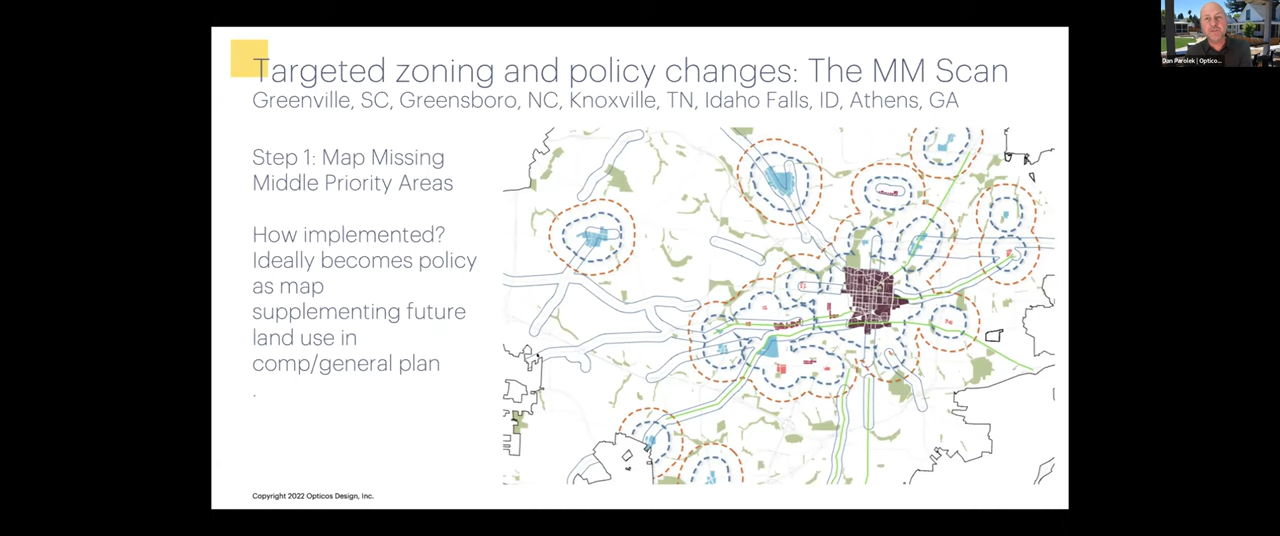 Targeted zoning and policy changes: The MM Scan
Greenville, SC, Greensboro, NC, Knoxville, TN, Idaho Falls, ID, Athens, GA
Step 1: Map Missing
Middle Priority Areas
How implemented?
Ideally becomes policy
as map
supplementing future
land use in
comp/general plan
.
Copyright 2022 Opticos Design, Inc.
Dan Parolek | Optico...